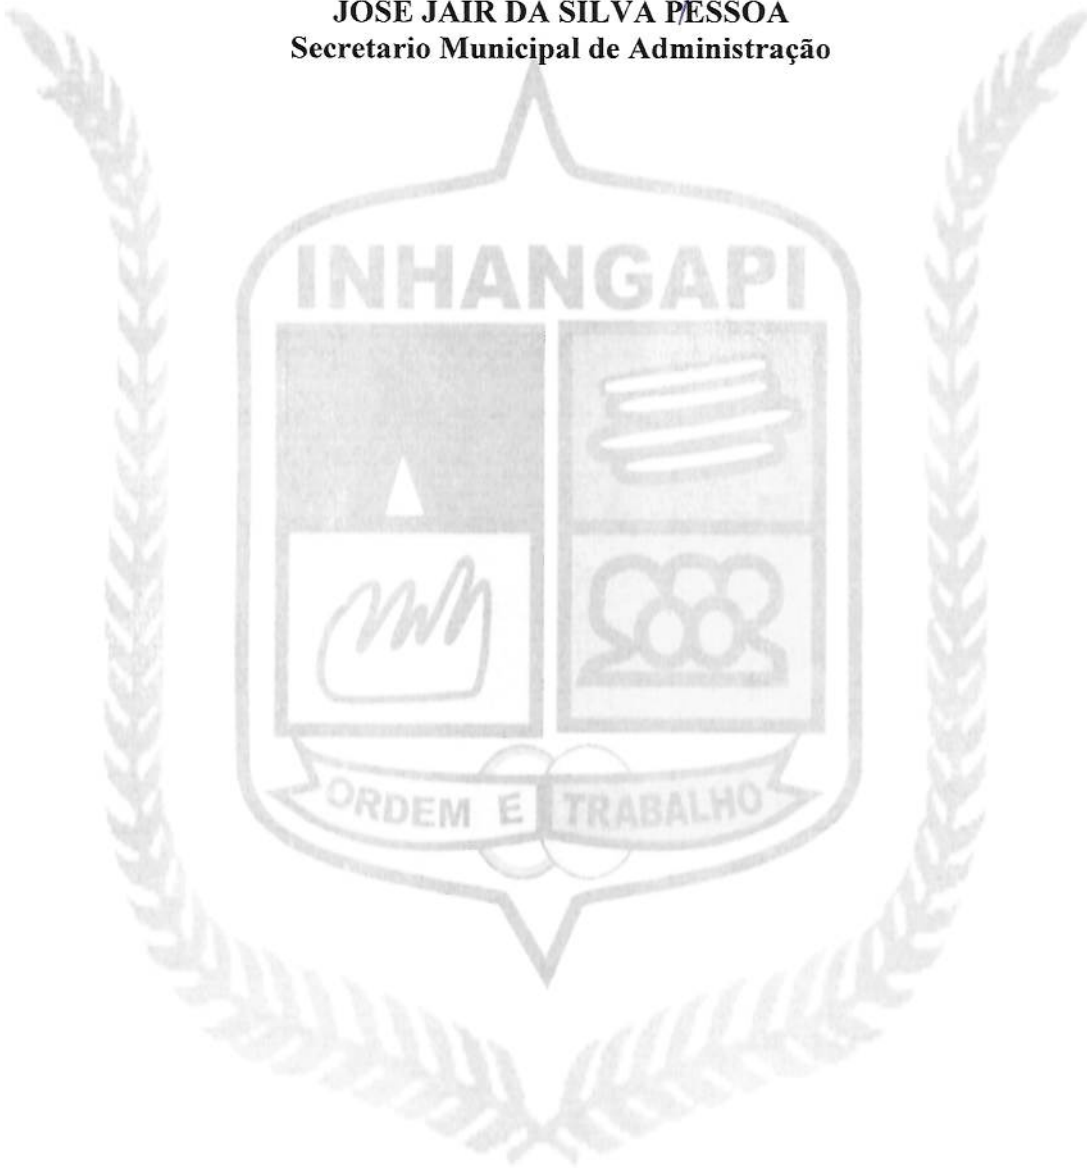 JOSE JAIR DA SILVA PESSOA
Secretario Municipal de Administração
INHANGAPI
ORDEM E TRABALHO